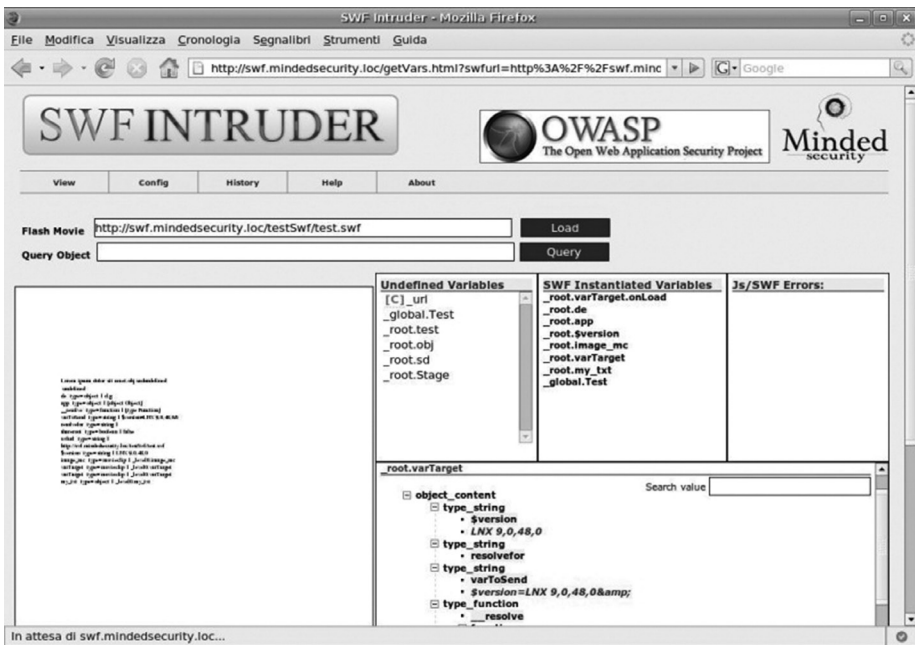 SWF Intruder - Mozilla Firefox
File Modifica Visualizza Cronologia Segnalibri Strumenti Guida
http://swf.mindedsecurity.loc/getVars.html?swfurl=http%3A%2F%2Fswf.minc
Google
SWF INTRUDER
OWASP
The Open Web Application Security Project
Minded
security
View Config History Help About
Flash Movie http://swf.mindedsecurity.loc/testSwf/test.swf Load
Query Object Query
Undefined Variables
[C]_url
_global.Test
_root.test
_root.obj
_root.sd
_root.Stage
SWF Instantiated Variables
_root.varTarget.onLoad
_root.de
_root.app
_root.$version
_root.image_mc
_root.varTarget
_root.my_txt
_global.Test
Js/SWF Errors:
_root.varTarget
Search value
object_content
type_string
$version
LNX 9,0,48,0
type_string
resolvefor
type_string
varToSend
$version=LNX 9,0,48,0&amp;
type_function
__resolve
In attesa di swf.mindedsecurity.loc...